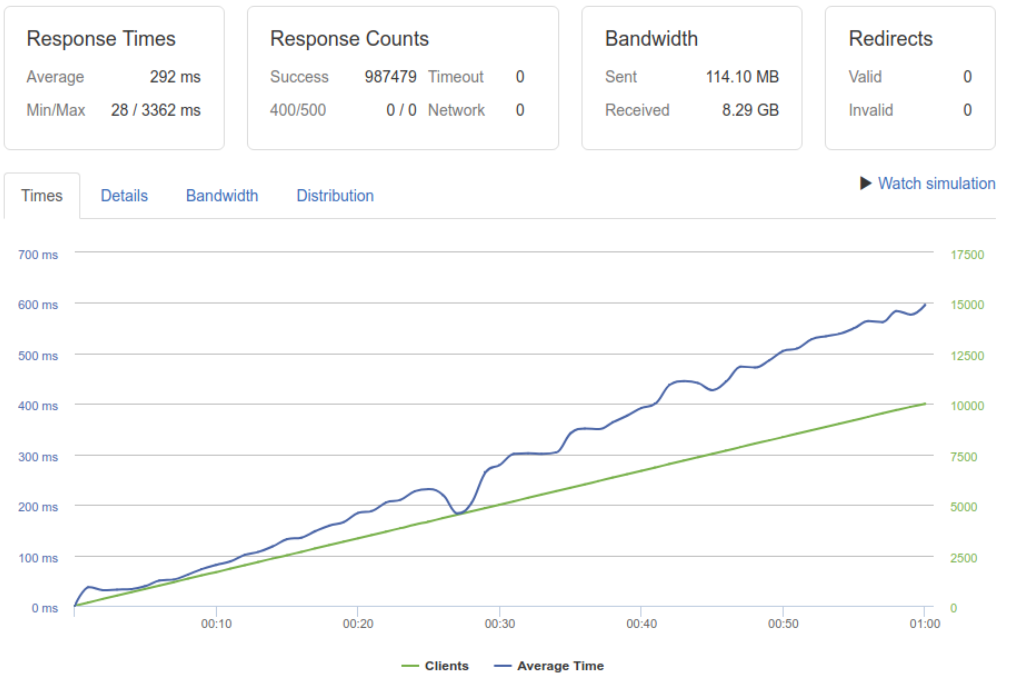 Response Times
Average 292 ms
Min/Max 28 / 3362 ms
Response Counts
Success 987479 Timeout 0
400/500 0 / 0 Network 0
Bandwidth
Sent 114.10 MB
Received 8.29 GB
Redirects
Valid 0
Invalid 0
Times Details Bandwidth Distribution
▶ Watch simulation
700 ms 17500
600 ms 15000
500 ms 12500
400 ms 10000
300 ms 7500
200 ms 5000
100 ms 2500
0 ms 0
00:10 00:20 00:30 00:40 00:50 01:00
Clients Average Time